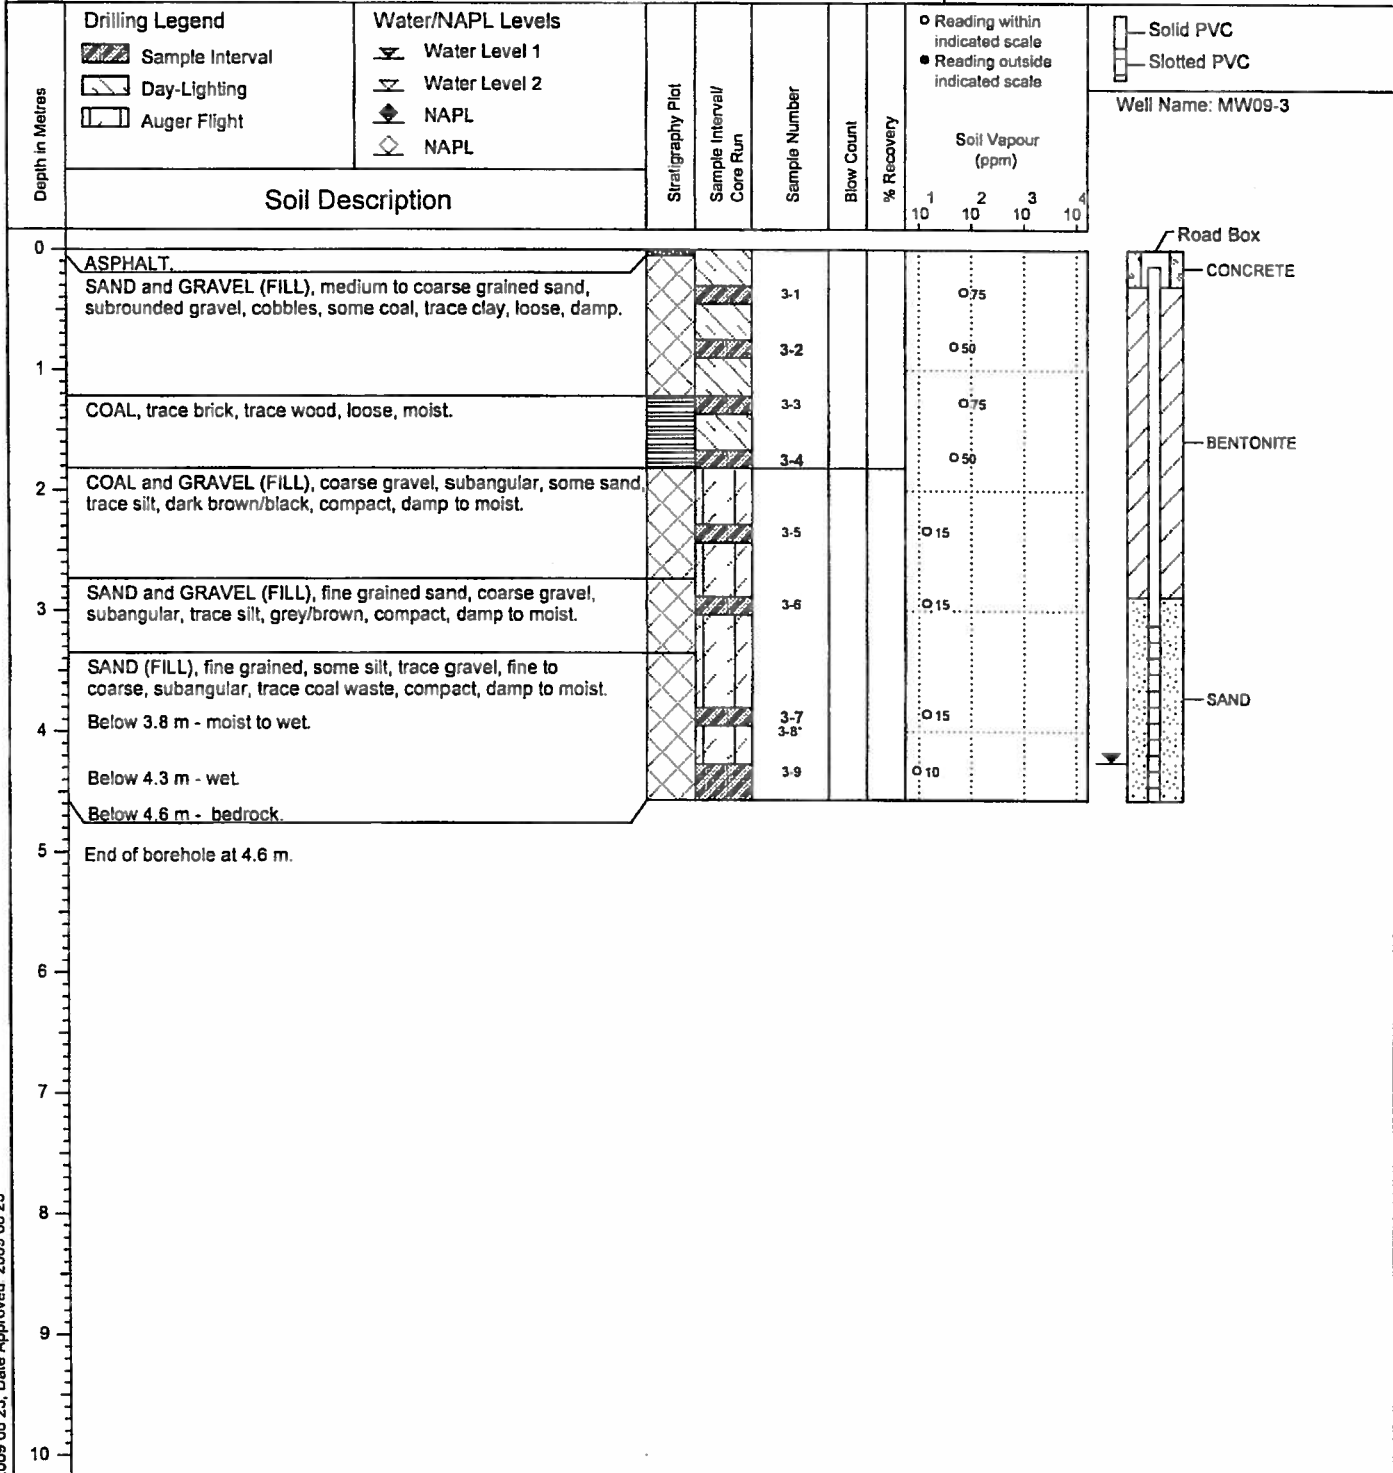 Drilling Legend
Sample Interval
Day-Lighting
Auger Flight
Water/NAPL Levels
Water Level 1
Water Level 2
NAPL
NAPL
Depth in Metres
Soil Description
Stratigraphy Plot
Sample Interval/
Core Run
Sample Number
Blow Count
% Recovery
Reading within
indicated scale
Reading outside
indicated scale
Soil Vapour
(ppm)
10^1 10^2 10^3 10^4
Solid PVC
Slotted PVC
Well Name: MW09-3
Road Box
CONCRETE
BENTONITE
SAND
0
ASPHALT.
SAND and GRAVEL (FILL), medium to coarse grained sand,
subrounded gravel, cobbles, some coal, trace clay, loose, damp.
3-1 75
3-2 50
1
COAL, trace brick, trace wood, loose, moist.
3-3 75
3-4 50
COAL and GRAVEL (FILL), coarse gravel, subangular, some sand,
2
trace silt, dark brown/black, compact, damp to moist.
3-5 15
SAND and GRAVEL (FILL), fine grained sand, coarse gravel,
3
subangular, trace silt, grey/brown, compact, damp to moist.
3-6 15
SAND (FILL), fine grained, some silt, trace gravel, fine to
coarse, subangular, trace coal waste, compact, damp to moist.
Below 3.8 m - moist to wet.
3-7 15
3-8*
4
Below 4.3 m - wet.
3-9 10
Below 4.6 m - bedrock.
5
End of borehole at 4.6 m.
6
7
8
9
10